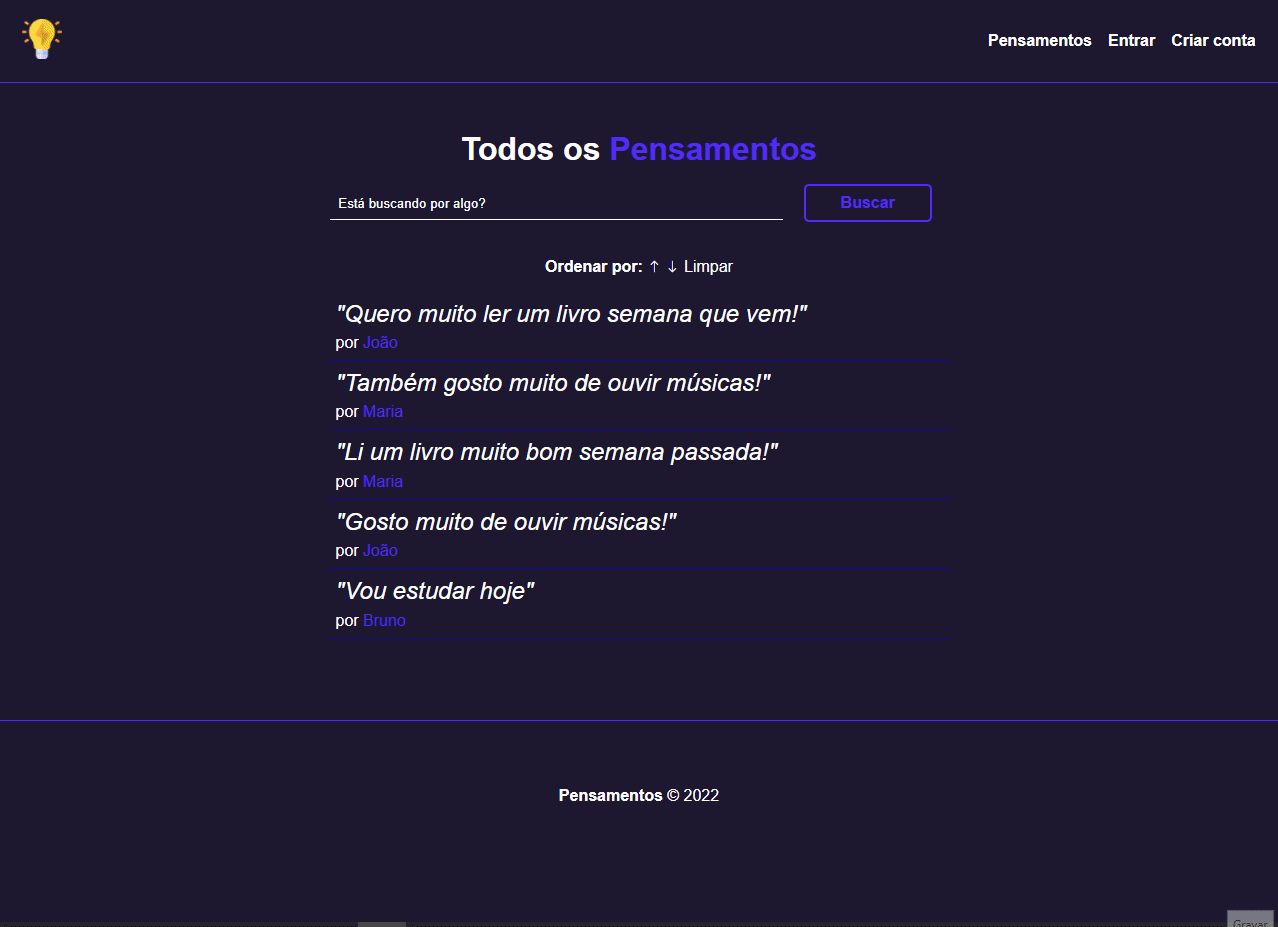 Pensamentos Entrar Criar conta
Todos os Pensamentos
Está buscando por algo? Buscar
Ordenar por: ↑ ↓ Limpar
"Quero muito ler um livro semana que vem!"
por João
"Também gosto muito de ouvir músicas!"
por Maria
"Li um livro muito bom semana passada!"
por Maria
"Gosto muito de ouvir músicas!"
por João
"Vou estudar hoje"
por Bruno
Pensamentos © 2022
Gravar